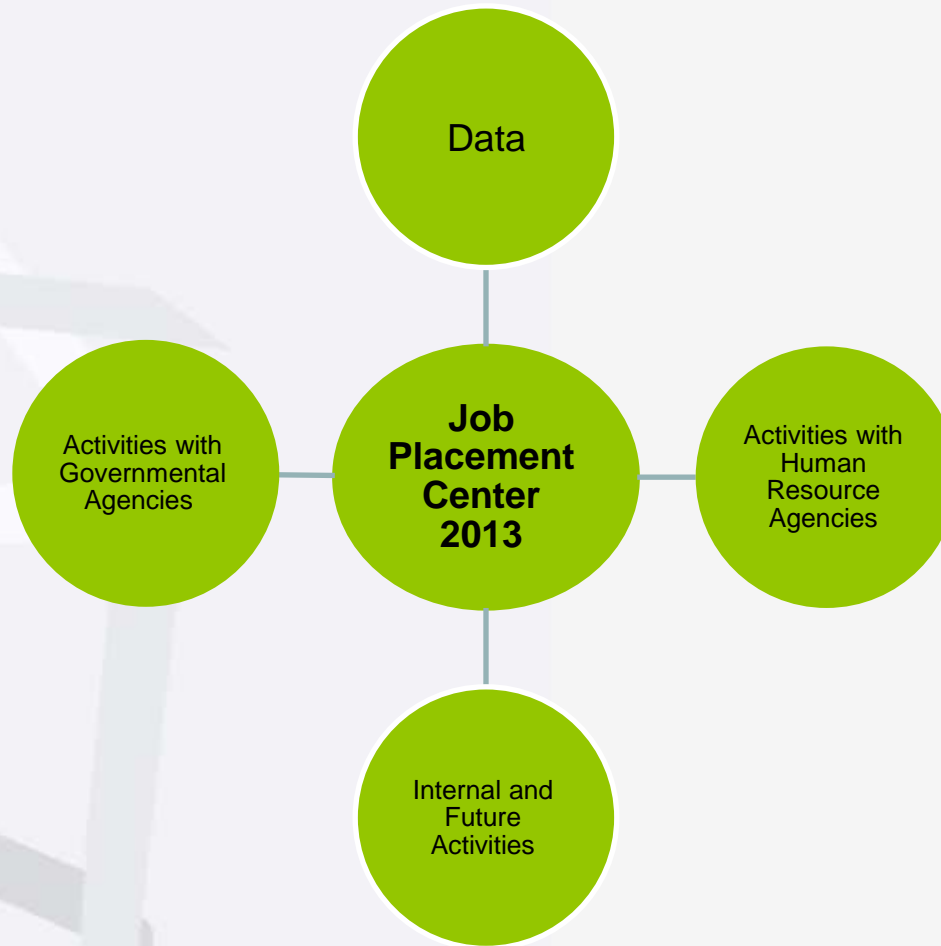 Data
Job
Placement
Center
2013
Activities with
Governmental
Agencies
Activities with
Human
Resource
Agencies
Internal and
Future
Activities